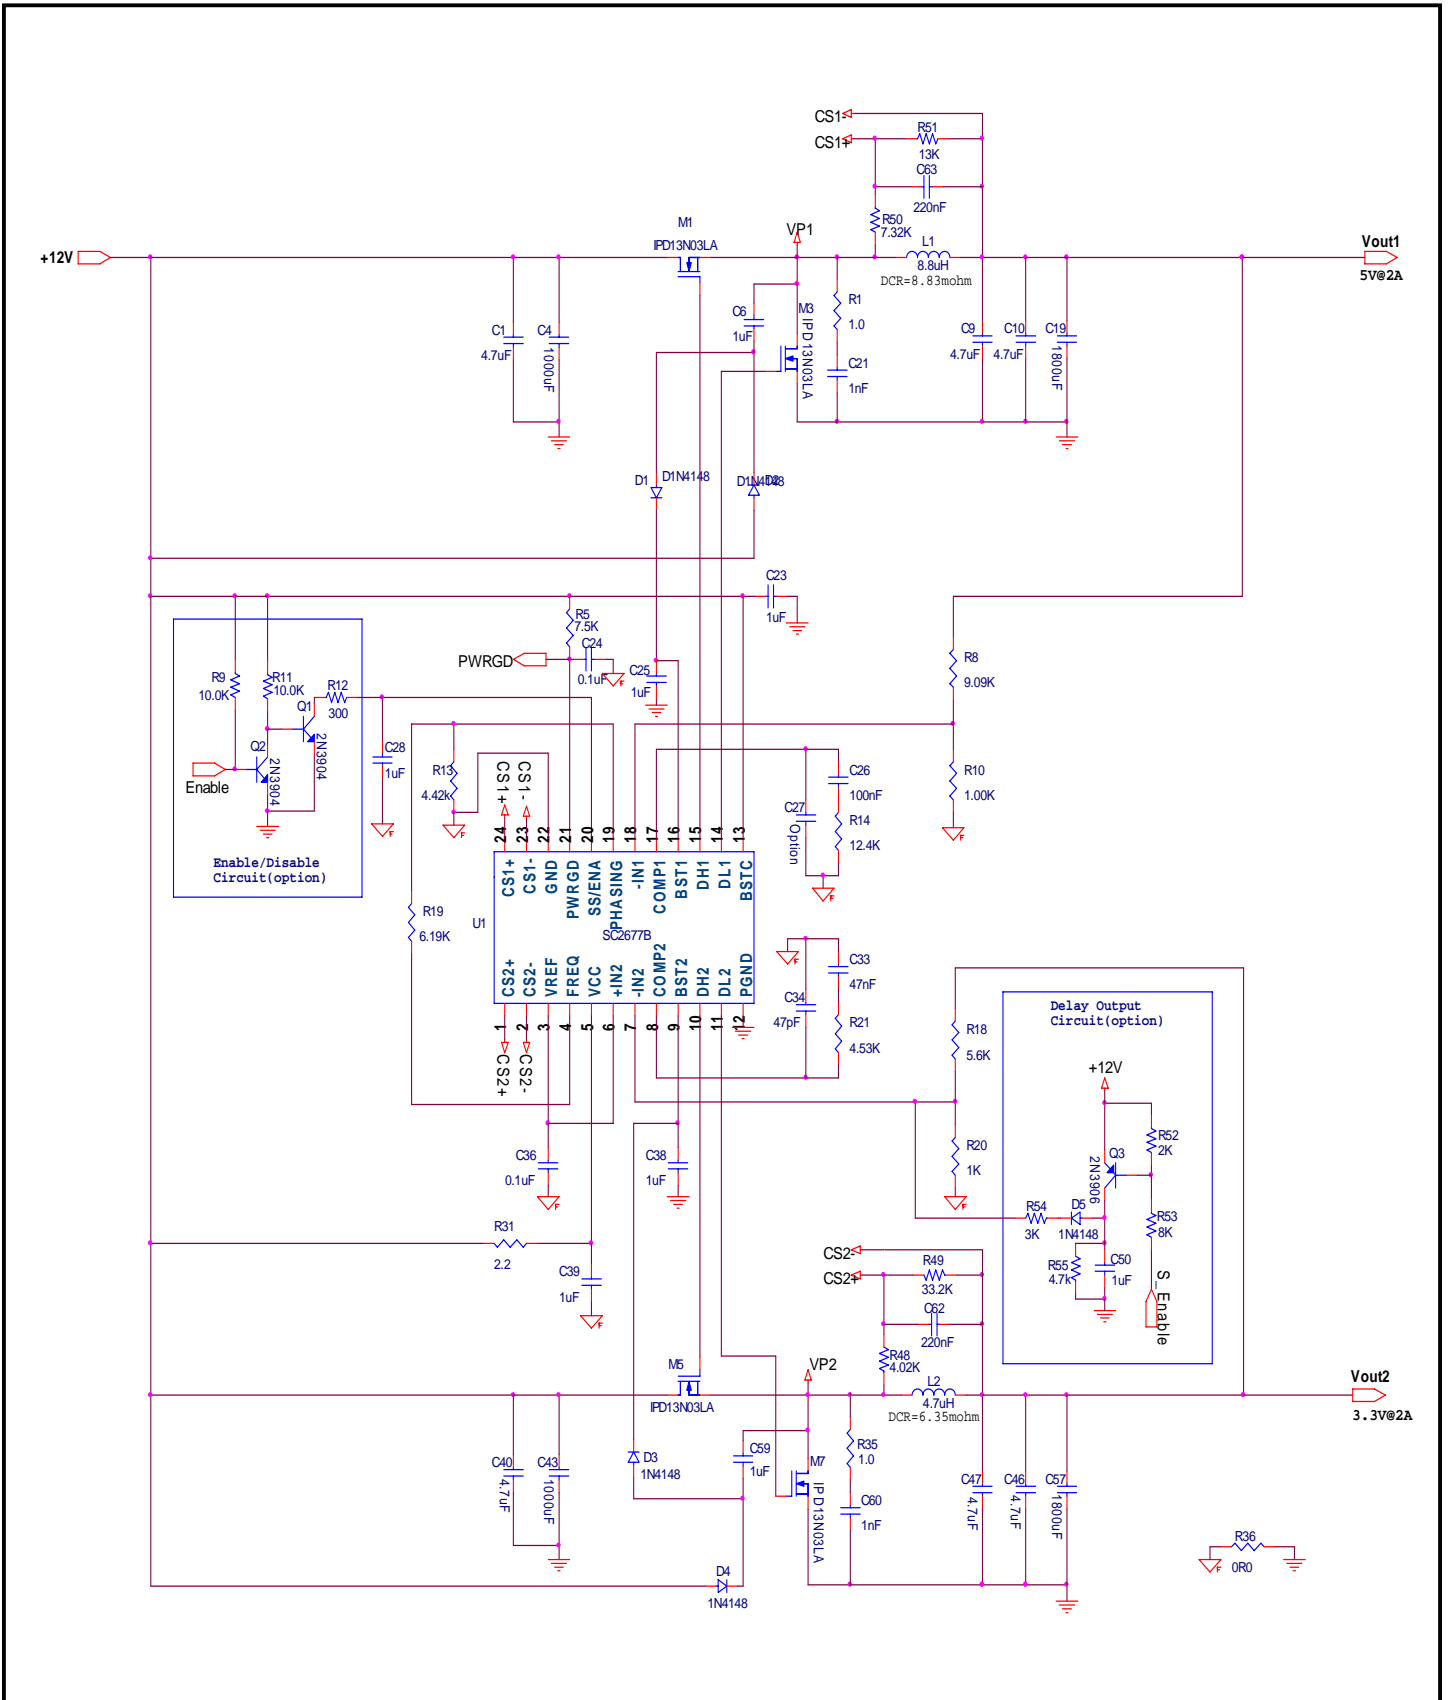 CS1-
CS1+
R51
13K
C63
220nF
R50
7.32K
M1
IPD13N03LA
VP1
L1
8.8uH
DCR=8.83mohm
+12V
Vout1
5V@2A
C1
4.7uF
C4
1000uF
C6
1uF
M3
IPD13N03LA
R1
1.0
C21
1nF
C9
4.7uF
C10
4.7uF
C19
1800uF
D1
D1N4148
D1N4148
D2
C23
1uF
R5
7.5K
C24
0.1uF
PWRGD
C25
1uF
R8
9.09K
R9
10.0K
R11
10.0K
R12
300
Q1
2N3904
Q2
2N3904
Enable
C28
1uF
R13
4.42k
CS1+
CS1-
C26
100nF
C27
Option
R14
12.4K
R10
1.00K
Enable/Disable
Circuit(option)
24 23 22 21 20 19 18 17 16 15 14 13
CS1+ CS1- GND PWRGD SS/ENA PHASING -IN1 COMP1 BST1 DH1 DL1 BSTC
U1
SC2677B
CS2+ CS2- VREF FREQ VCC +IN2 -IN2 COMP2 BST2 DH2 DL2 PGND
1 2 3 4 5 6 7 8 9 10 11 12
R19
6.19K
CS2+
CS2-
C33
47nF
C34
47pF
R21
4.53K
R18
5.6K
Delay Output
Circuit(option)
+12V
R52
2K
Q3
2N3906
R20
1K
R54
3K
D5
1N4148
R53
8K
R55
4.7k
C50
1uF
S_Enable
C36
0.1uF
C38
1uF
R31
2.2
C39
1uF
CS2-
CS2+
R49
33.2K
C62
220nF
R48
4.02K
M5
IPD13N03LA
VP2
L2
4.7uH
DCR=6.35mohm
Vout2
3.3V@2A
C40
4.7uF
C43
1000uF
D3
1N4148
C59
1uF
M7
IPD13N03LA
R35
1.0
C60
1nF
C47
4.7uF
C46
4.7uF
C57
1800uF
R36
0R0
D4
1N4148
F
F
F
F
F
F
F
F
F
F